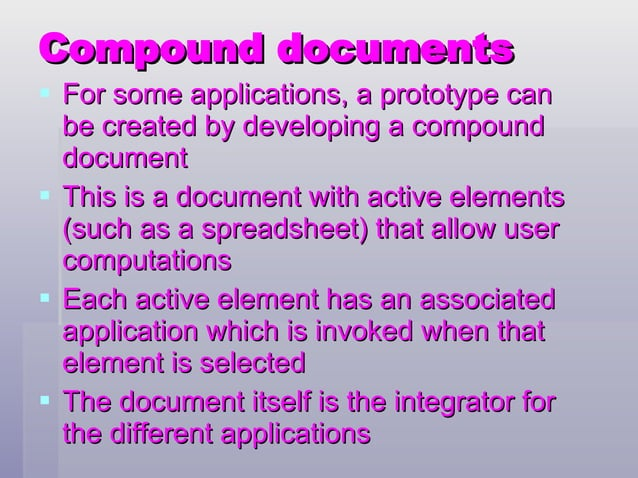 Compound documents
For some applications, a prototype can
be created by developing a compound
document
This is a document with active elements
(such as a spreadsheet) that allow user
computations
Each active element has an associated
application which is invoked when that
element is selected
The document itself is the integrator for
the different applications